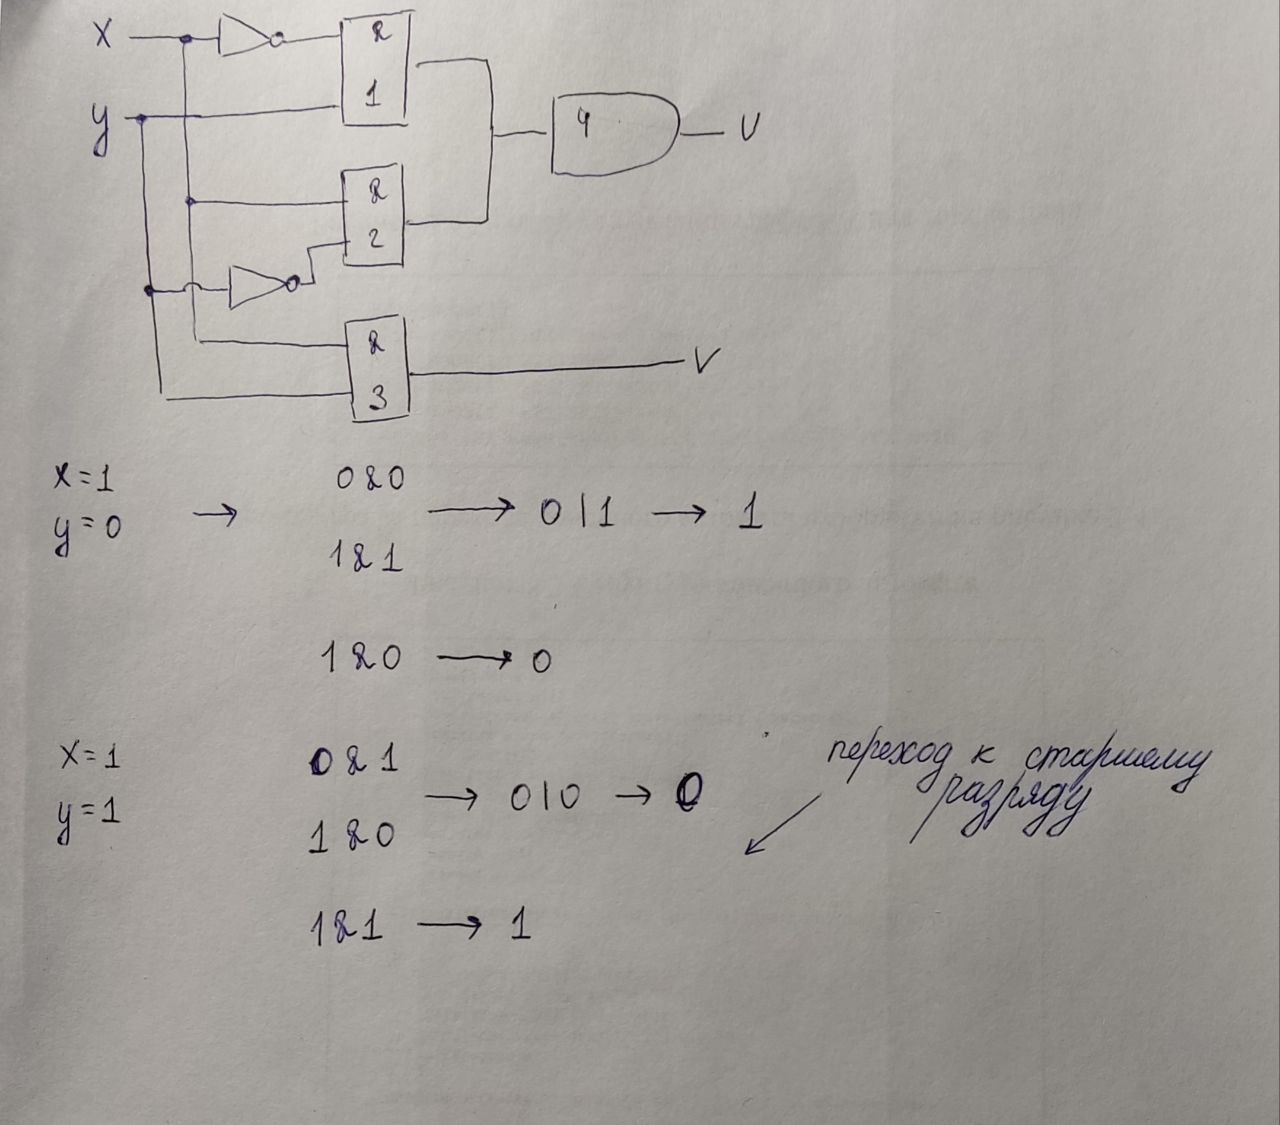 x
&
1
y
4
V
&
2
&
V
3
x=1
y=0
→
0&0
1&1
→ 0|1 → 1
1&0 → 0
x=1
y=1
0&1
1&0
→ 0|0 → 0
переход к старшему
разряду
1&1 → 1